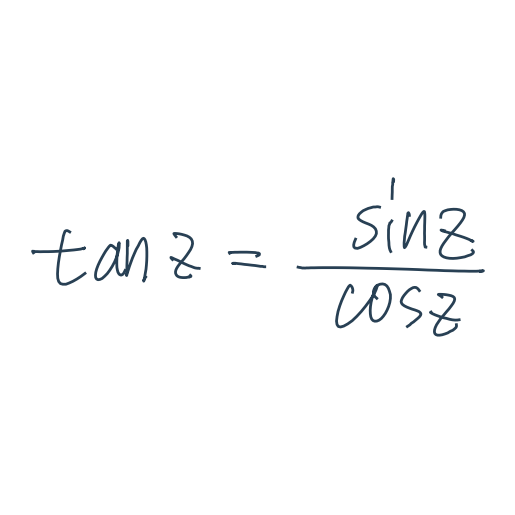 tan z = sin z / cos z